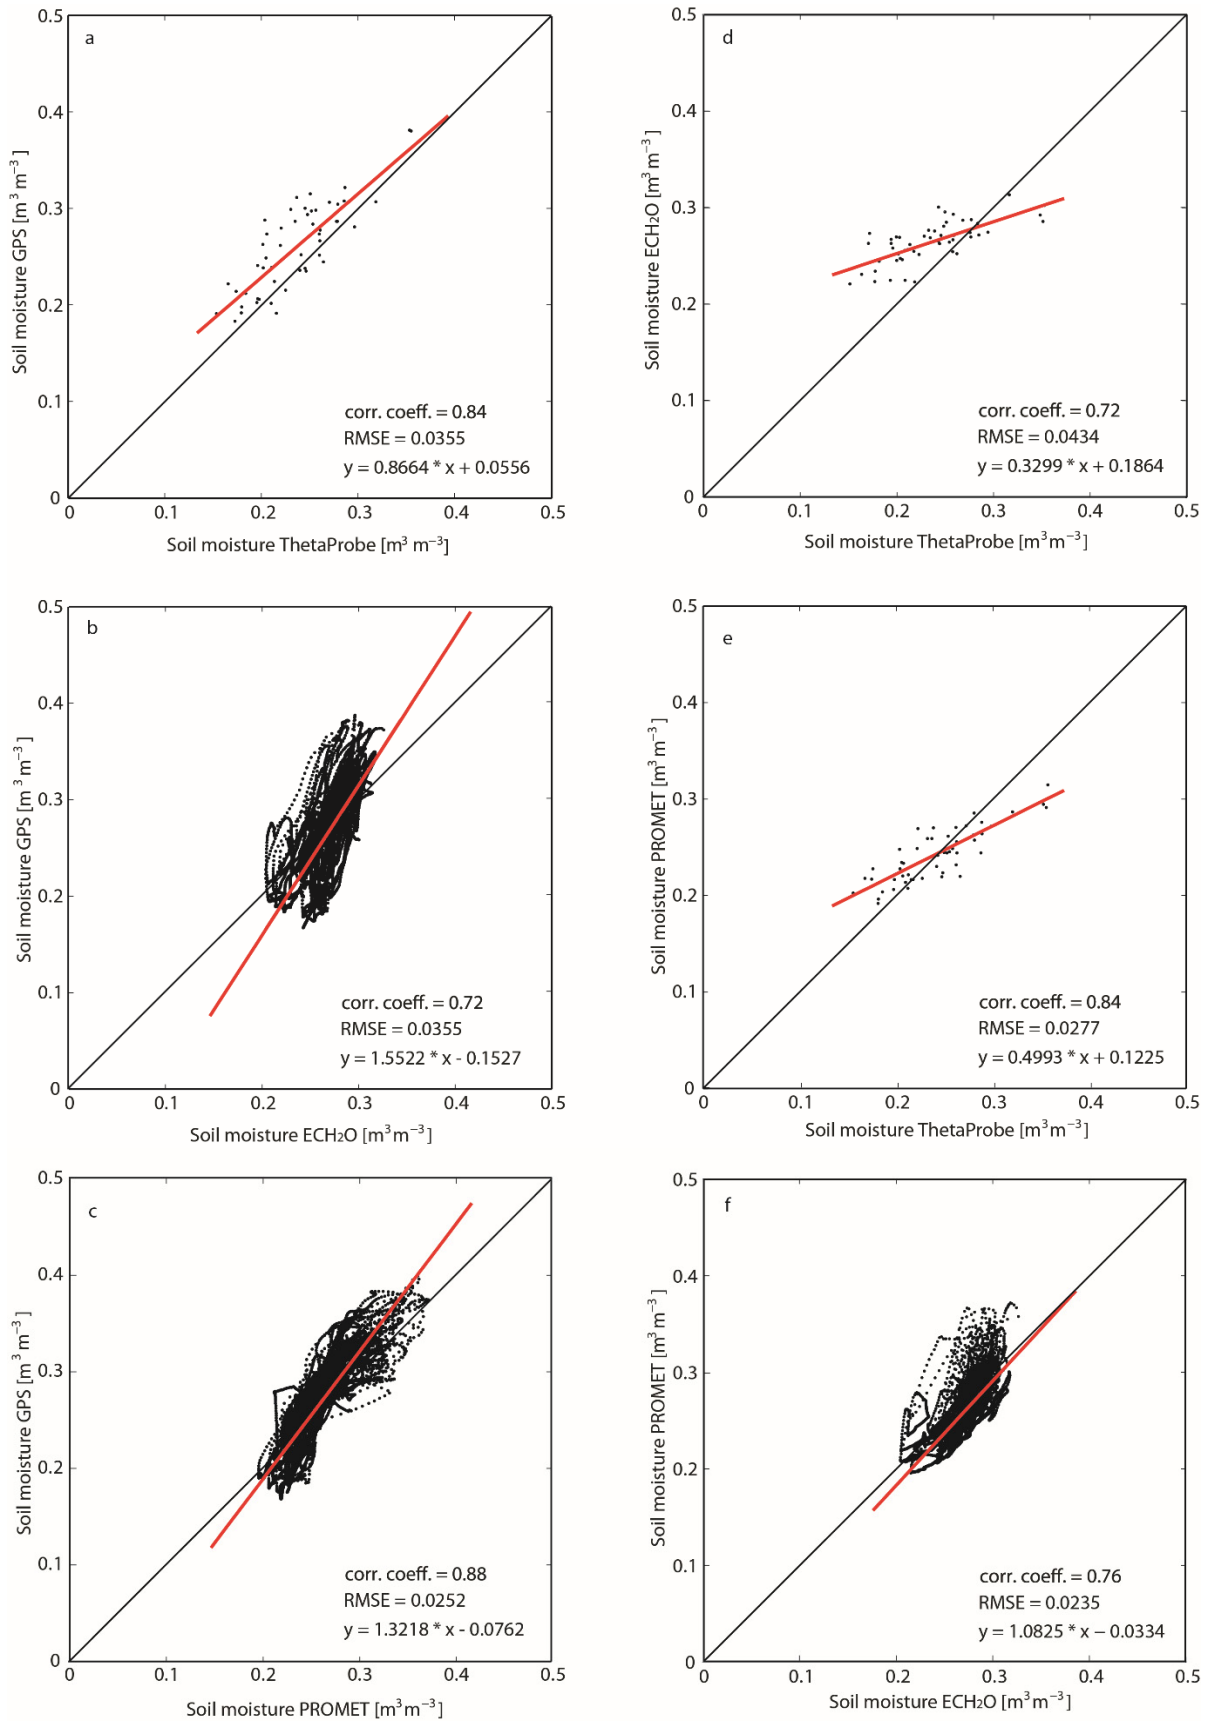 a
0.5
0.4
0.3
0.2
0.1
0
0
0.1
0.2
0.3
0.4
0.5
Soil moisture GPS [m³ m⁻³]
corr. coeff. = 0.84
RMSE = 0.0355
y = 0.8664 * x + 0.0556
Soil moisture ThetaProbe [m³ m⁻³]
d
0.5
0.4
0.3
0.2
0.1
0
0
0.1
0.2
0.3
0.4
0.5
Soil moisture ECH₂O [m³ m⁻³]
corr. coeff. = 0.72
RMSE = 0.0434
y = 0.3299 * x + 0.1864
Soil moisture ThetaProbe [m³ m⁻³]
b
0.5
0.4
0.3
0.2
0.1
0
0
0.1
0.2
0.3
0.4
0.5
Soil moisture GPS [m³ m⁻³]
corr. coeff. = 0.72
RMSE = 0.0355
y = 1.5522 * x - 0.1527
Soil moisture ECH₂O [m³ m⁻³]
e
0.5
0.4
0.3
0.2
0.1
0
0
0.1
0.2
0.3
0.4
0.5
Soil moisture PROMET [m³ m⁻³]
corr. coeff. = 0.84
RMSE = 0.0277
y = 0.4993 * x + 0.1225
Soil moisture ThetaProbe [m³ m⁻³]
c
0.5
0.4
0.3
0.2
0.1
0
0
0.1
0.2
0.3
0.4
0.5
Soil moisture GPS [m³ m⁻³]
corr. coeff. = 0.88
RMSE = 0.0252
y = 1.3218 * x - 0.0762
Soil moisture PROMET [m³ m⁻³]
f
0.5
0.4
0.3
0.2
0.1
0
0
0.1
0.2
0.3
0.4
0.5
Soil moisture PROMET [m³ m⁻³]
corr. coeff. = 0.76
RMSE = 0.0235
y = 1.0825 * x − 0.0334
Soil moisture ECH₂O [m³ m⁻³]